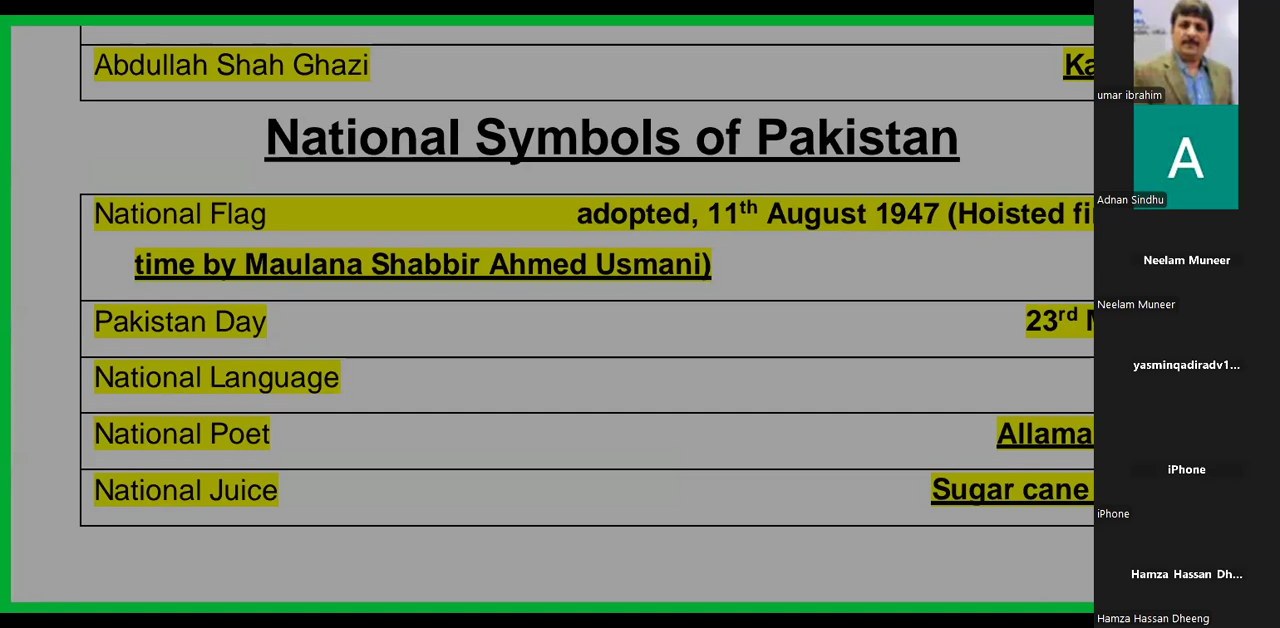 Abdullah Shah Ghazi
National Symbols of Pakistan
National Flag adopted, 11th August 1947 (Hoisted
time by Maulana Shabbir Ahmed Usmani)
Pakistan Day 23rd
National Language
National Poet Allama
National Juice Sugar cane
umar ibrahim
A
Adnan Sindhu
Neelam Muneer
Neelam Muneer
yasminqadiradv1...
iPhone
iPhone
Hamza Hassan Dh...
Hamza Hassan Dheeng